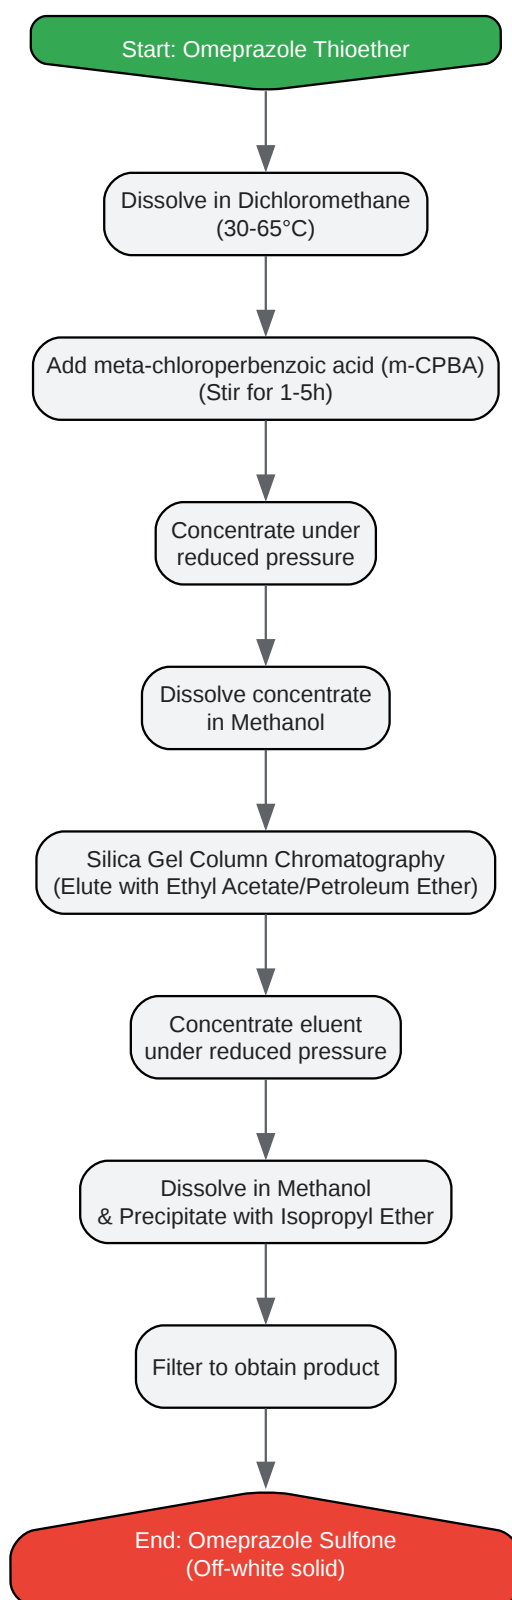 Start: Omeprazole Thioether
Dissolve in Dichloromethane
(30-65°C)
Add meta-chloroperbenzoic acid (m-CPBA)
(Stir for 1-5h)
Concentrate under
reduced pressure
Dissolve concentrate
in Methanol
Silica Gel Column Chromatography
(Elute with Ethyl Acetate/Petroleum Ether)
Concentrate eluent
under reduced pressure
Dissolve in Methanol
& Precipitate with Isopropyl Ether
Filter to obtain product
End: Omeprazole Sulfone
(Off-white solid)